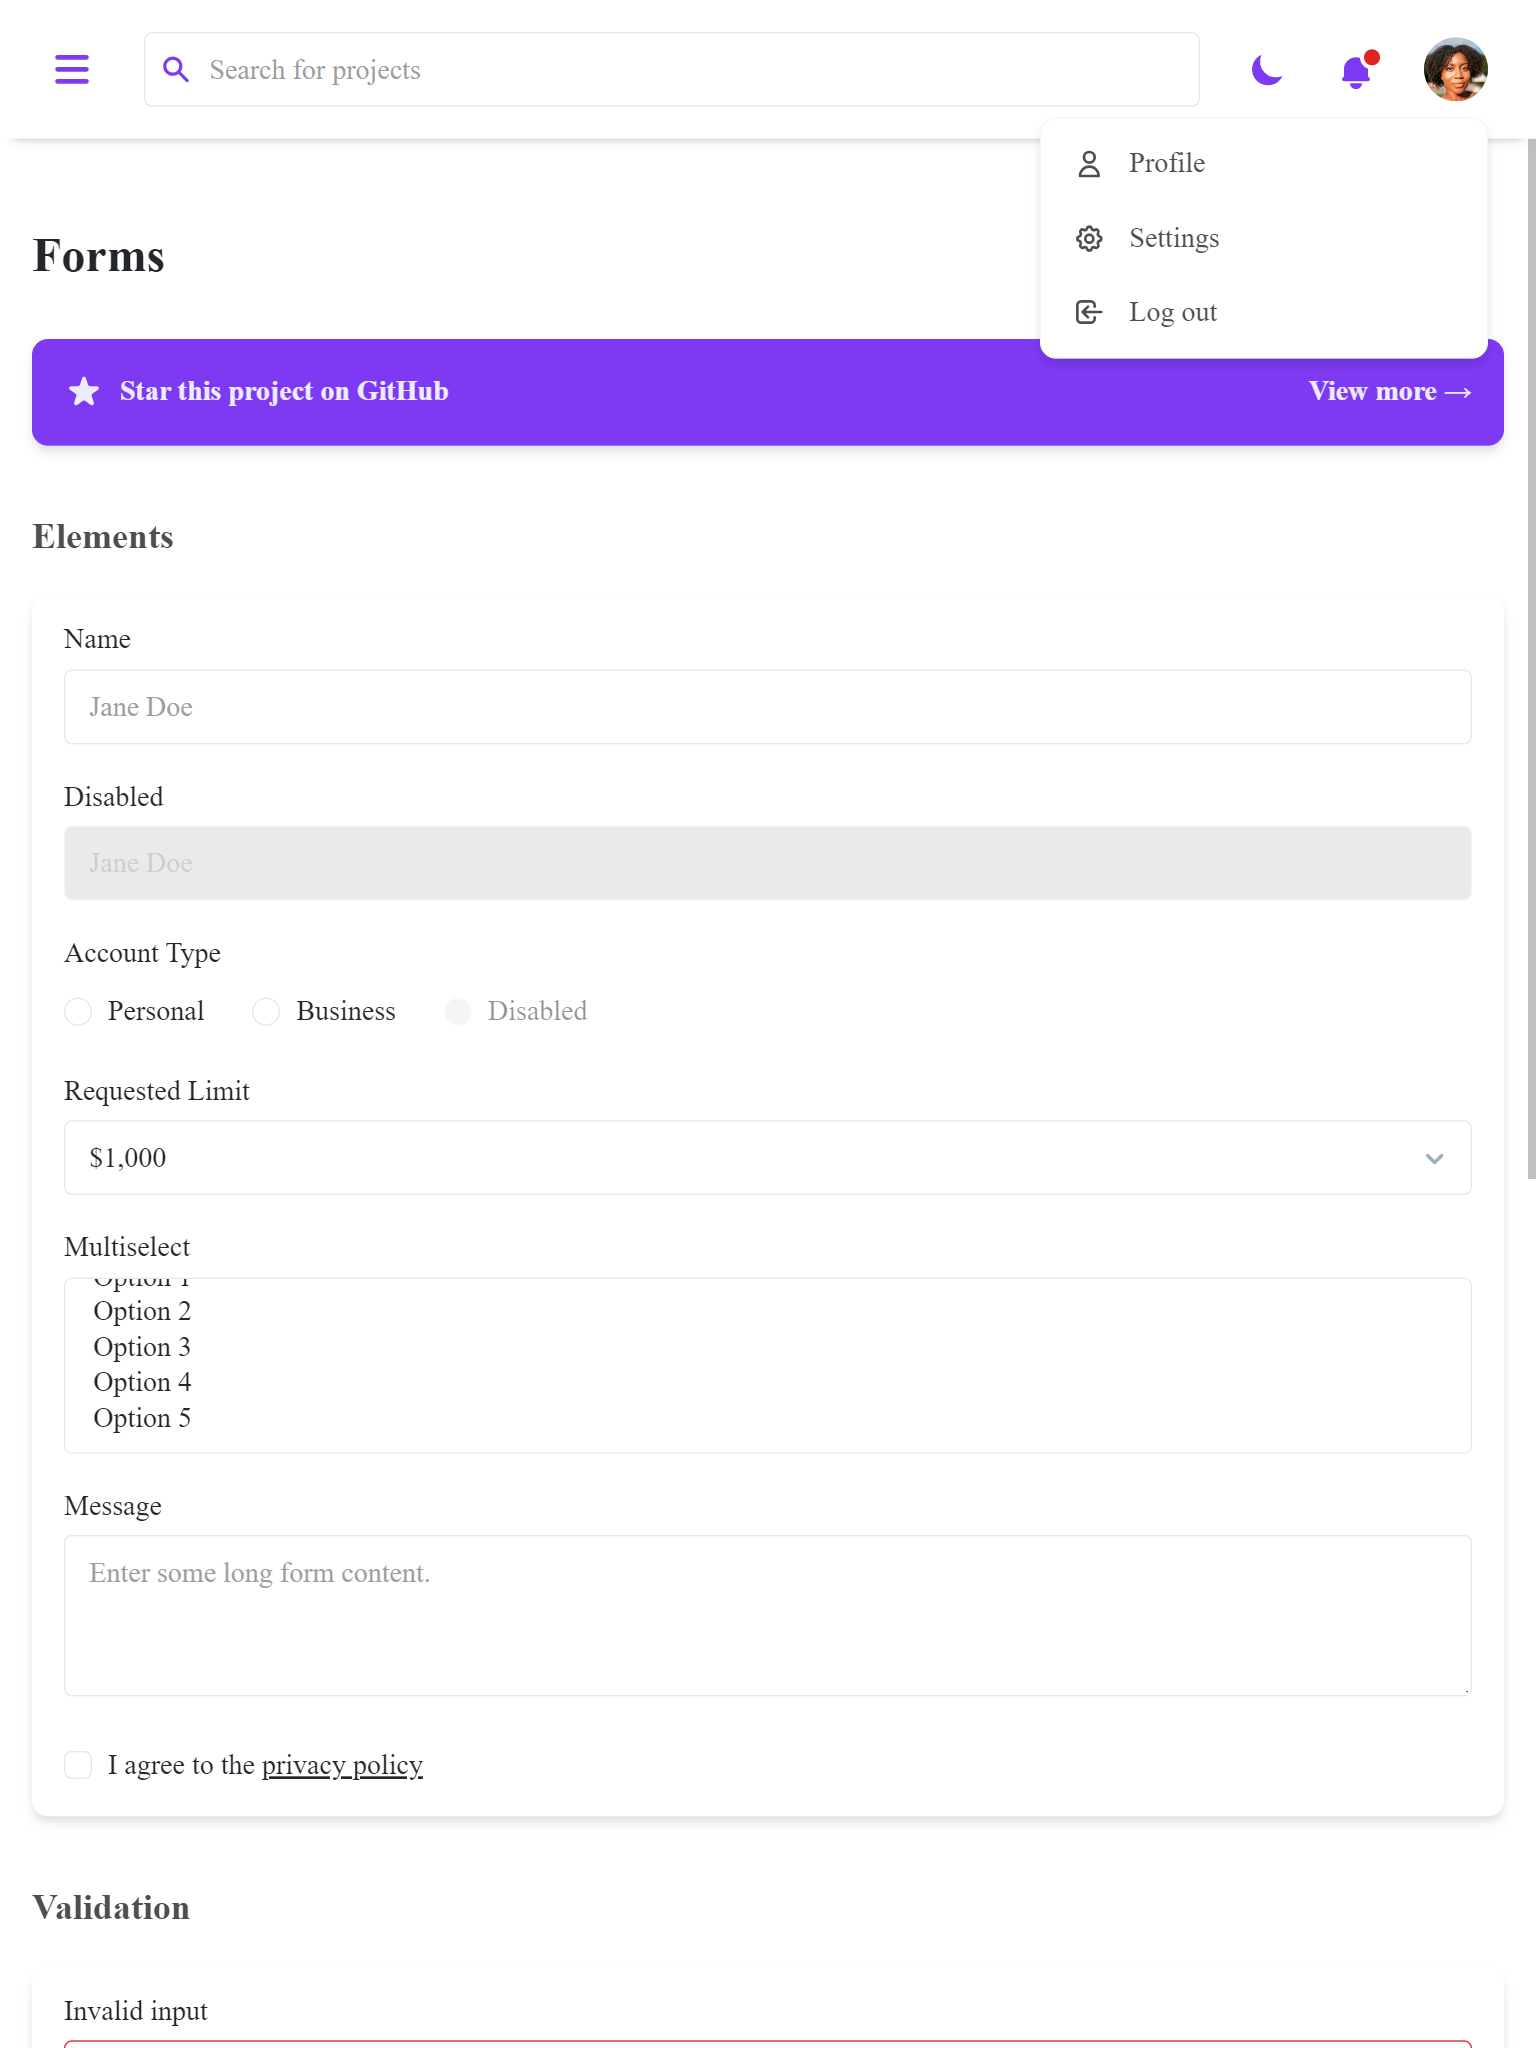 Search for projects
Profile
Settings
Log out
Forms
Star this project on GitHub
View more →
Elements
Name
Jane Doe
Disabled
Jane Doe
Account Type
Personal
Business
Disabled
Requested Limit
$1,000
Multiselect
Option 1
Option 2
Option 3
Option 4
Option 5
Message
Enter some long form content.
I agree to the privacy policy
Validation
Invalid input